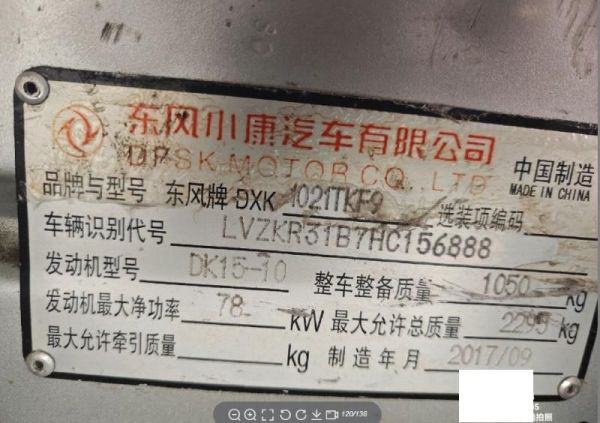 东风小康汽车有限公司
DFSK MOTOR CO., LTD.
中国制造
MADE IN CHINA
品牌与型号 东风牌 DXK 1021TKF9 选装项编码
车辆识别代号 LVZKR31B7HC156888
发动机型号 DK15-10 整车整备质量 1050 kg
发动机最大净功率 78 kW 最大允许总质量 2295 kg
最大允许牵引质量 kg 制造年月 2017/09
120/136